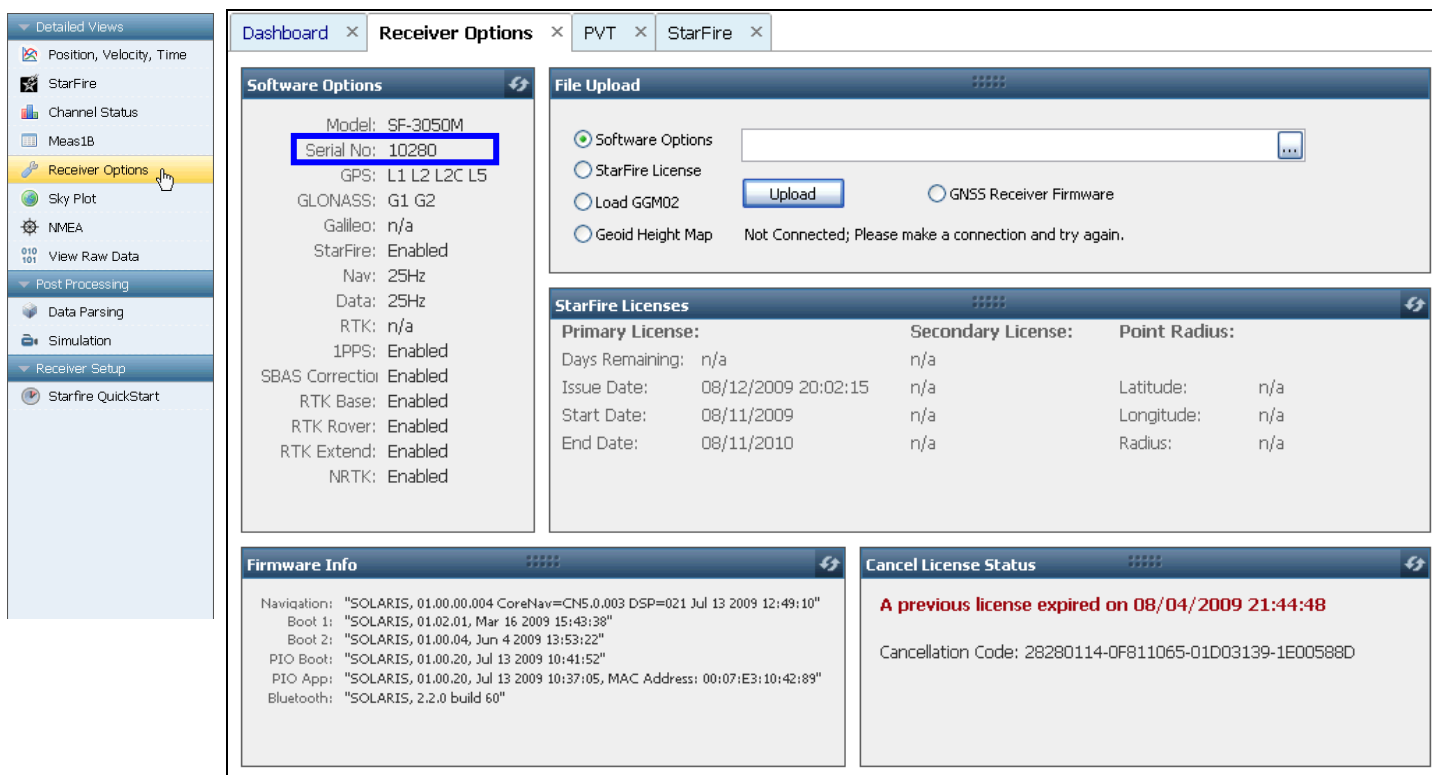 Detailed Views
Position, Velocity, Time
StarFire
Channel Status
Meas1B
Receiver Options
Sky Plot
NMEA
010
101
View Raw Data
Post Processing
Data Parsing
Simulation
Receiver Setup
Starfire QuickStart
Dashboard × Receiver Options × PVT × StarFire ×
Software Options
Model: SF-3050M
Serial No: 10280
GPS: L1 L2 L2C L5
GLONASS: G1 G2
Galileo: n/a
StarFire: Enabled
Nav: 25Hz
Data: 25Hz
RTK: n/a
1PPS: Enabled
SBAS Correctio Enabled
RTK Base: Enabled
RTK Rover: Enabled
RTK Extend: Enabled
NRTK: Enabled
File Upload
Software Options ...
StarFire License
Load GGM02
Upload GNSS Receiver Firmware
Geoid Height Map Not Connected; Please make a connection and try again.
StarFire Licenses
Primary License: Secondary License: Point Radius:
Days Remaining: n/a n/a
Issue Date: 08/12/2009 20:02:15 n/a Latitude: n/a
Start Date: 08/11/2009 n/a Longitude: n/a
End Date: 08/11/2010 n/a Radius: n/a
Firmware Info
Navigation: "SOLARIS, 01.00.00.004 CoreNav=CN5.0.003 DSP=021 Jul 13 2009 12:49:10"
Boot 1: "SOLARIS, 01.02.01, Mar 16 2009 15:43:38"
Boot 2: "SOLARIS, 01.00.04, Jun 4 2009 13:53:22"
PIO Boot: "SOLARIS, 01.00.20, Jul 13 2009 10:41:52"
PIO App: "SOLARIS, 01.00.20, Jul 13 2009 10:37:05, MAC Address: 00:07:E3:10:42:89"
Bluetooth: "SOLARIS, 2.2.0 build 60"
Cancel License Status
A previous license expired on 08/04/2009 21:44:48
Cancellation Code: 28280114-0F811065-01D03139-1E00588D